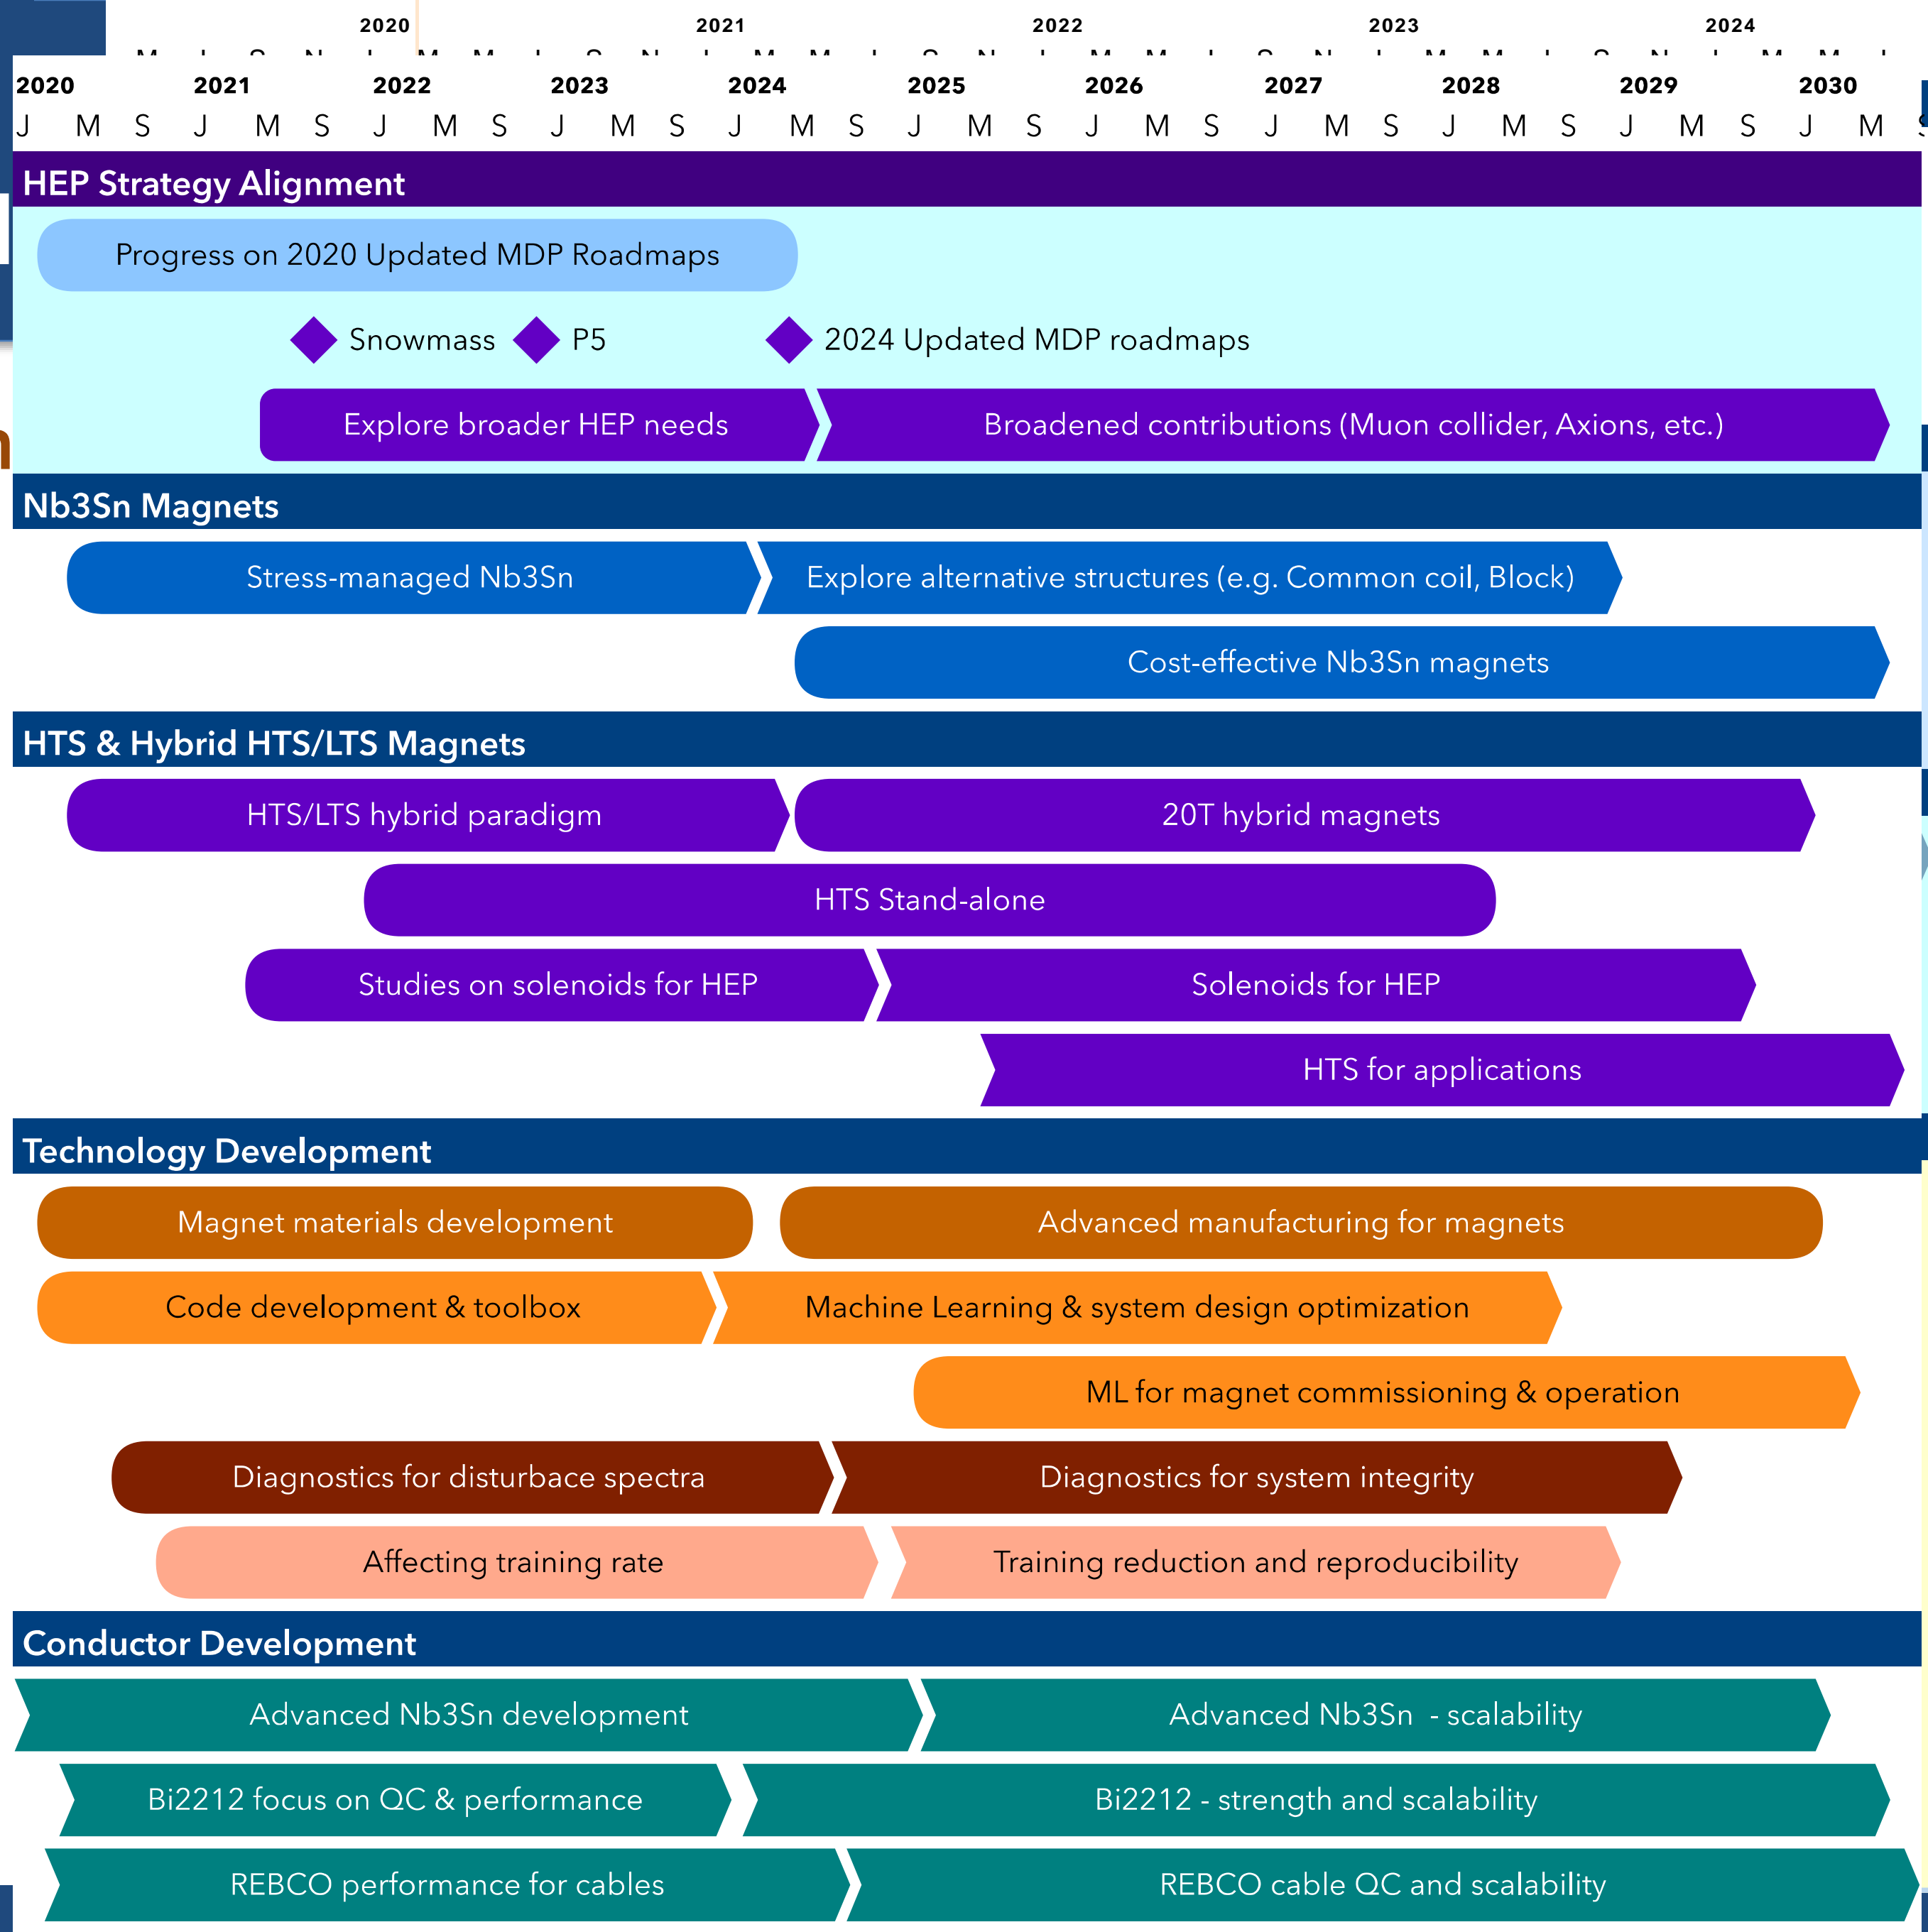 2020 2021 2022 2023 2024
2020 2021 2022 2023 2024 2025 2026 2027 2028 2029 2030
J M S J M S J M S J M S J M S J M S J M S J M S J M S J M S J M
HEP Strategy Alignment
Progress on 2020 Updated MDP Roadmaps
Snowmass P5 2024 Updated MDP roadmaps
Explore broader HEP needs Broadened contributions (Muon collider, Axions, etc.)
Nb3Sn Magnets
Stress-managed Nb3Sn Explore alternative structures (e.g. Common coil, Block)
Cost-effective Nb3Sn magnets
HTS & Hybrid HTS/LTS Magnets
HTS/LTS hybrid paradigm 20T hybrid magnets
HTS Stand-alone
Studies on solenoids for HEP Solenoids for HEP
HTS for applications
Technology Development
Magnet materials development Advanced manufacturing for magnets
Code development & toolbox Machine Learning & system design optimization
ML for magnet commissioning & operation
Diagnostics for disturbace spectra Diagnostics for system integrity
Affecting training rate Training reduction and reproducibility
Conductor Development
Advanced Nb3Sn development Advanced Nb3Sn - scalability
Bi2212 focus on QC & performance Bi2212 - strength and scalability
REBCO performance for cables REBCO cable QC and scalability